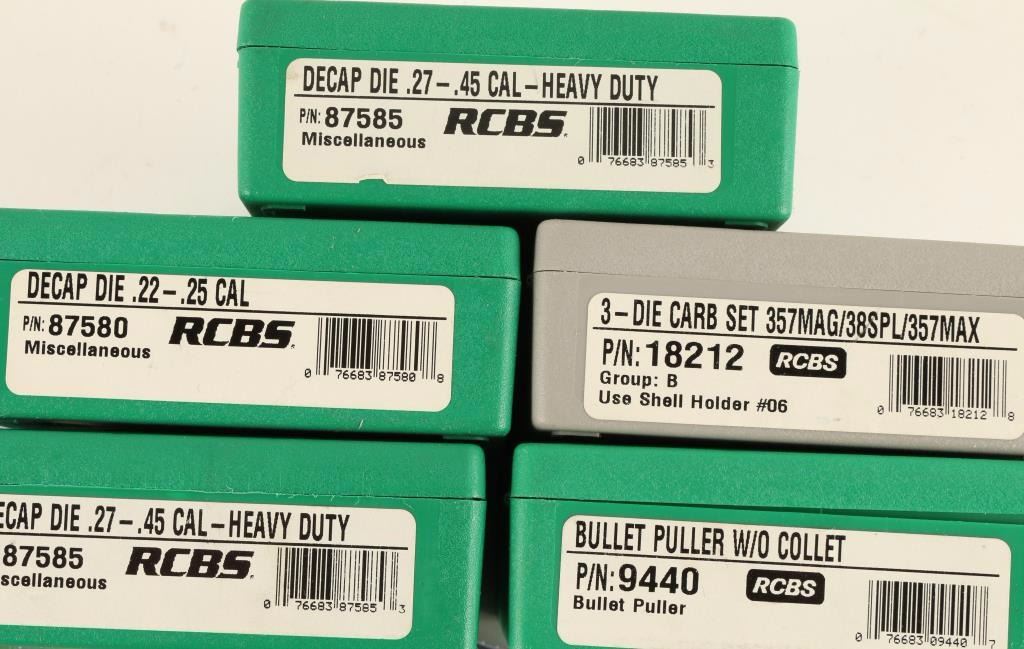 DECAP DIE .27-.45 CAL-HEAVY DUTY
P/N: 87585 RCBS
Miscellaneous
0 76683 87585 3
DECAP DIE .22-.25 CAL
P/N: 87580 RCBS
Miscellaneous
0 76683 87580 8
3-DIE CARB SET 357MAG/38SPL/357MAX
P/N: 18212 RCBS
Group: B
Use Shell Holder #06
0 76683 18212 8
ECAP DIE .27-.45 CAL-HEAVY DUTY
87585 RCBS
scellaneous
0 76683 87585 3
BULLET PULLER W/O COLLET
P/N: 9440 RCBS
Bullet Puller
0 76683 09440 7